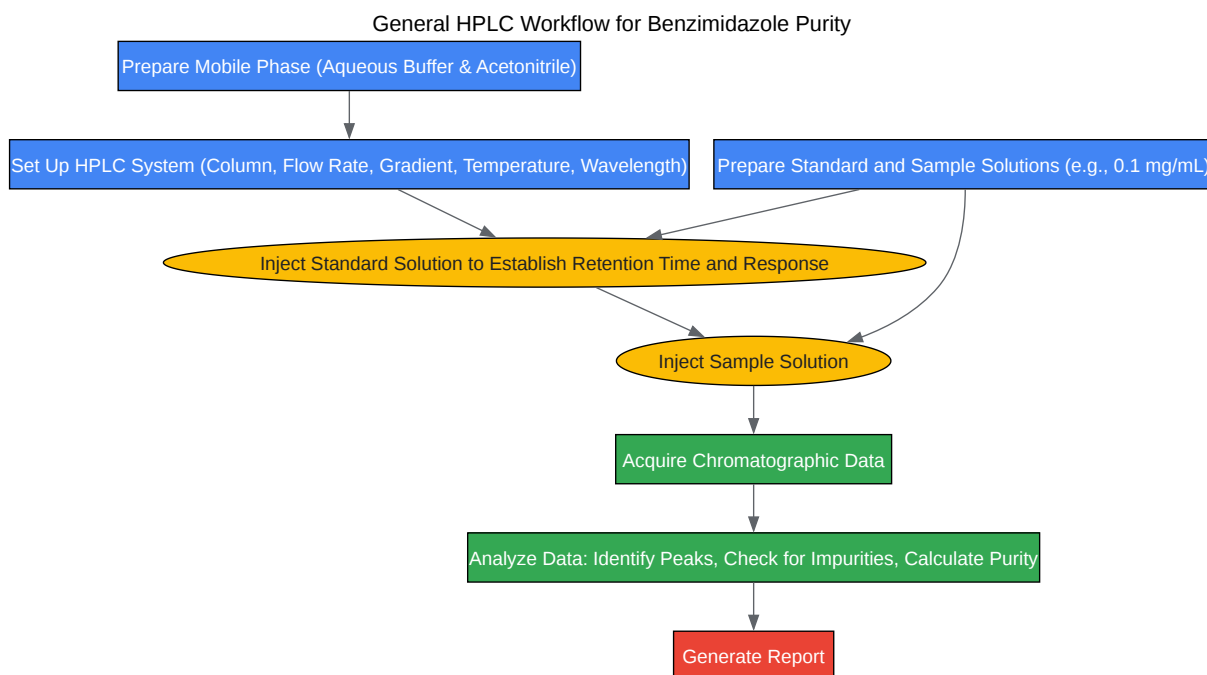 General HPLC Workflow for Benzimidazole Purity
Prepare Mobile Phase (Aqueous Buffer & Acetonitrile)
Set Up HPLC System (Column, Flow Rate, Gradient, Temperature, Wavelength)
Prepare Standard and Sample Solutions (e.g., 0.1 mg/mL)
Inject Standard Solution to Establish Retention Time and Response
Inject Sample Solution
Acquire Chromatographic Data
Analyze Data: Identify Peaks, Check for Impurities, Calculate Purity
Generate Report